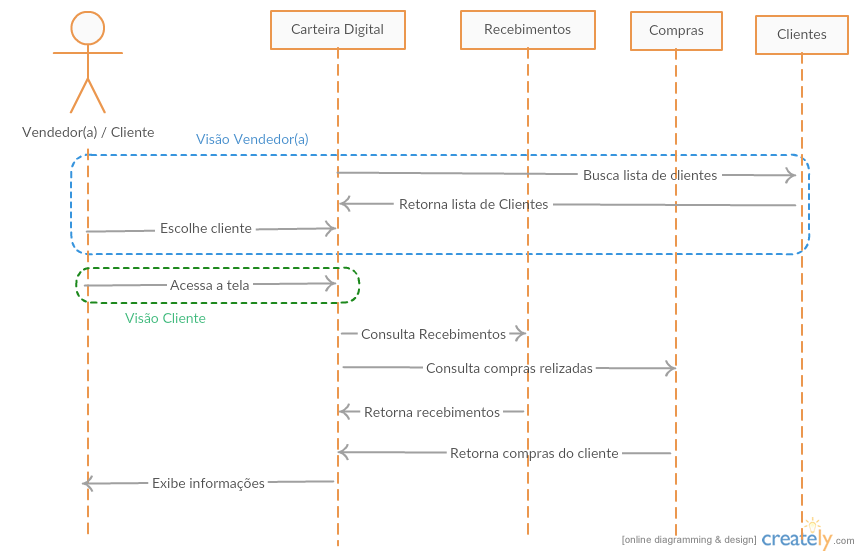 Carteira Digital
Recebimentos
Compras
Clientes
Vendedor(a) / Cliente
Visão Vendedor(a)
Busca lista de clientes
Retorna lista de Clientes
Escolhe cliente
Acessa a tela
Visão Cliente
Consulta Recebimentos
Consulta compras relizadas
Retorna recebimentos
Retorna compras do cliente
Exibe informações
[online diagramming & design] creately.com